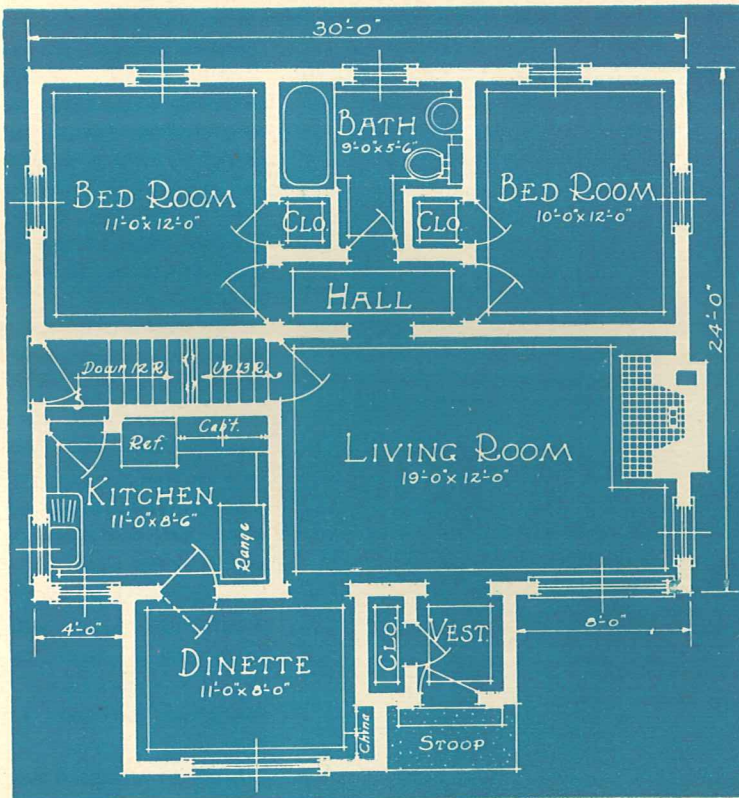 30'-0"
BATH
9'-0"x5'-6"
BED ROOM
11'-0"x12'-0"
BED ROOM
10'-0"x12'-0"
CLO.
CLO.
HALL
24'-0"
Down 12 R.
Up 13 R.
Ref.
Cab't.
LIVING ROOM
19'-0"x12'-0"
KITCHEN
11'-0"x8'-6"
Range
4'-0"
8'-0"
CLO.
VEST.
DINETTE
11'-0"x8'-0"
China
STOOP